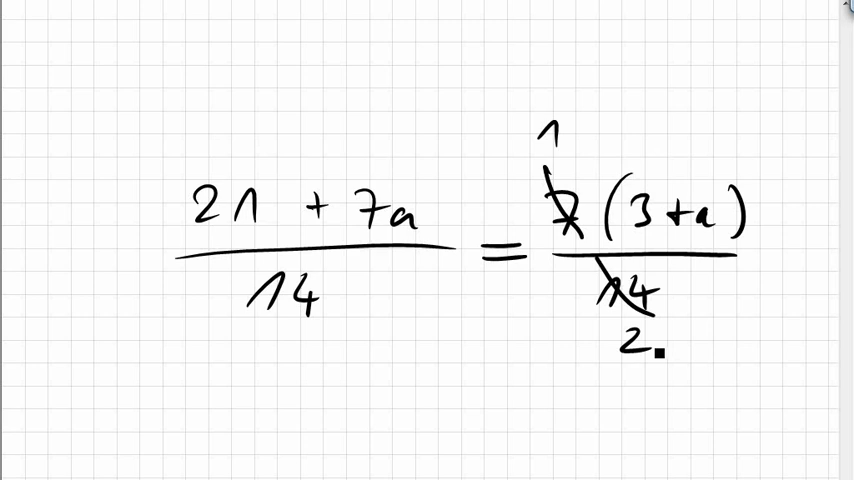 1
21 + 7a = 7 (3+a)
14 14
2